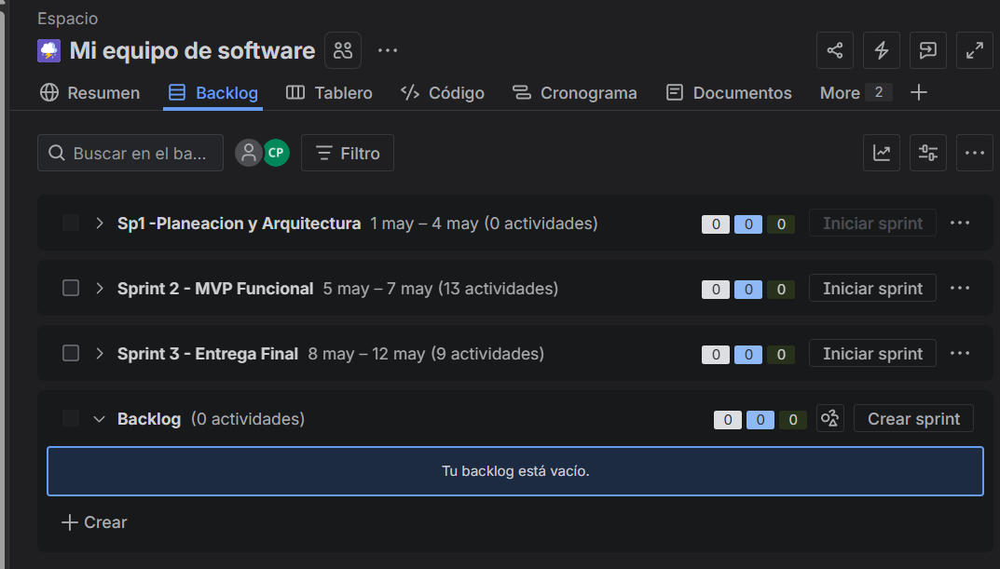 Espacio
Mi equipo de software
Resumen Backlog Tablero Código Cronograma Documentos More 2
Buscar en el ba... CP Filtro
Sp1 -Planeacion y Arquitectura 1 may – 4 may (0 actividades) 0 0 0 Iniciar sprint
Sprint 2 - MVP Funcional 5 may – 7 may (13 actividades) 0 0 0 Iniciar sprint
Sprint 3 - Entrega Final 8 may – 12 may (9 actividades) 0 0 0 Iniciar sprint
Backlog (0 actividades) 0 0 0 Crear sprint
Tu backlog está vacío.
Crear